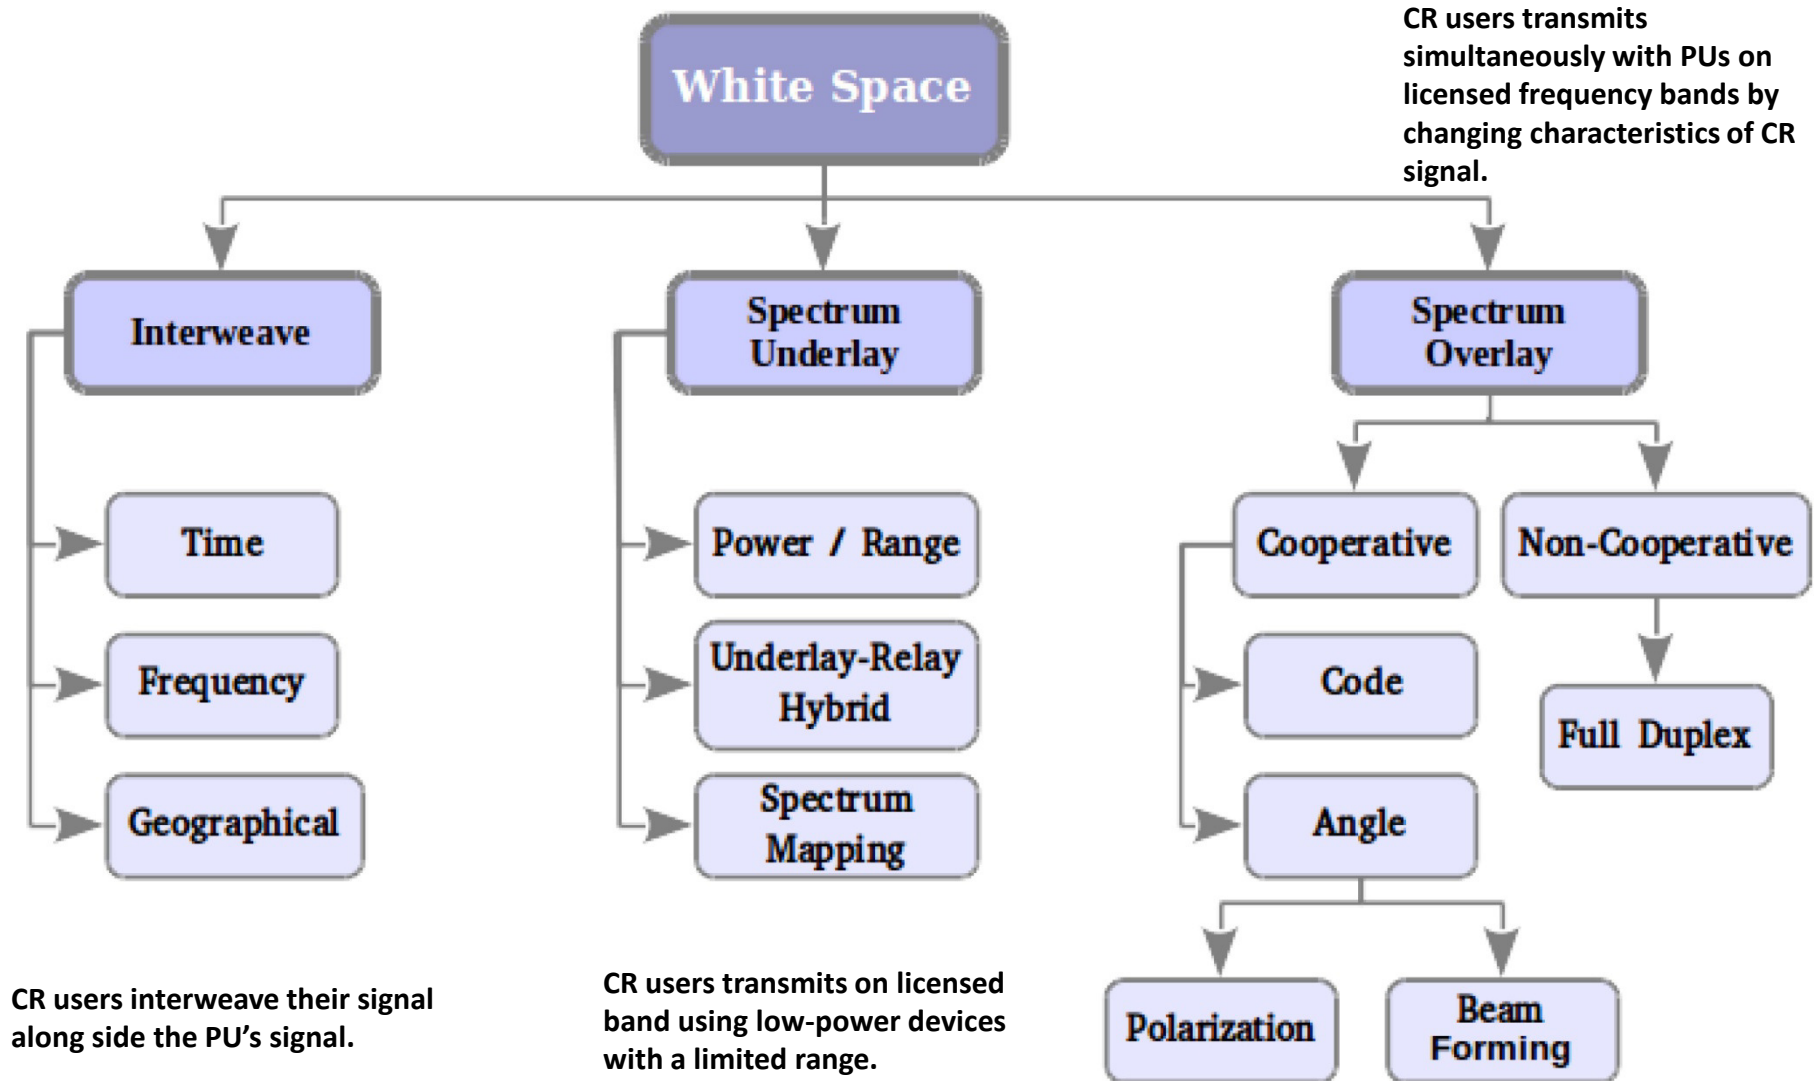 White Space
CR users transmits
simultaneously with PUs on
licensed frequency bands by
changing characteristics of CR
signal.
Interweave
Spectrum
Underlay
Spectrum
Overlay
Time
Frequency
Geographical
Power / Range
Underlay-Relay
Hybrid
Spectrum
Mapping
Cooperative
Non-Cooperative
Code
Full Duplex
Angle
Polarization
Beam
Forming
CR users interweave their signal
along side the PU's signal.
CR users transmits on licensed
band using low-power devices
with a limited range.